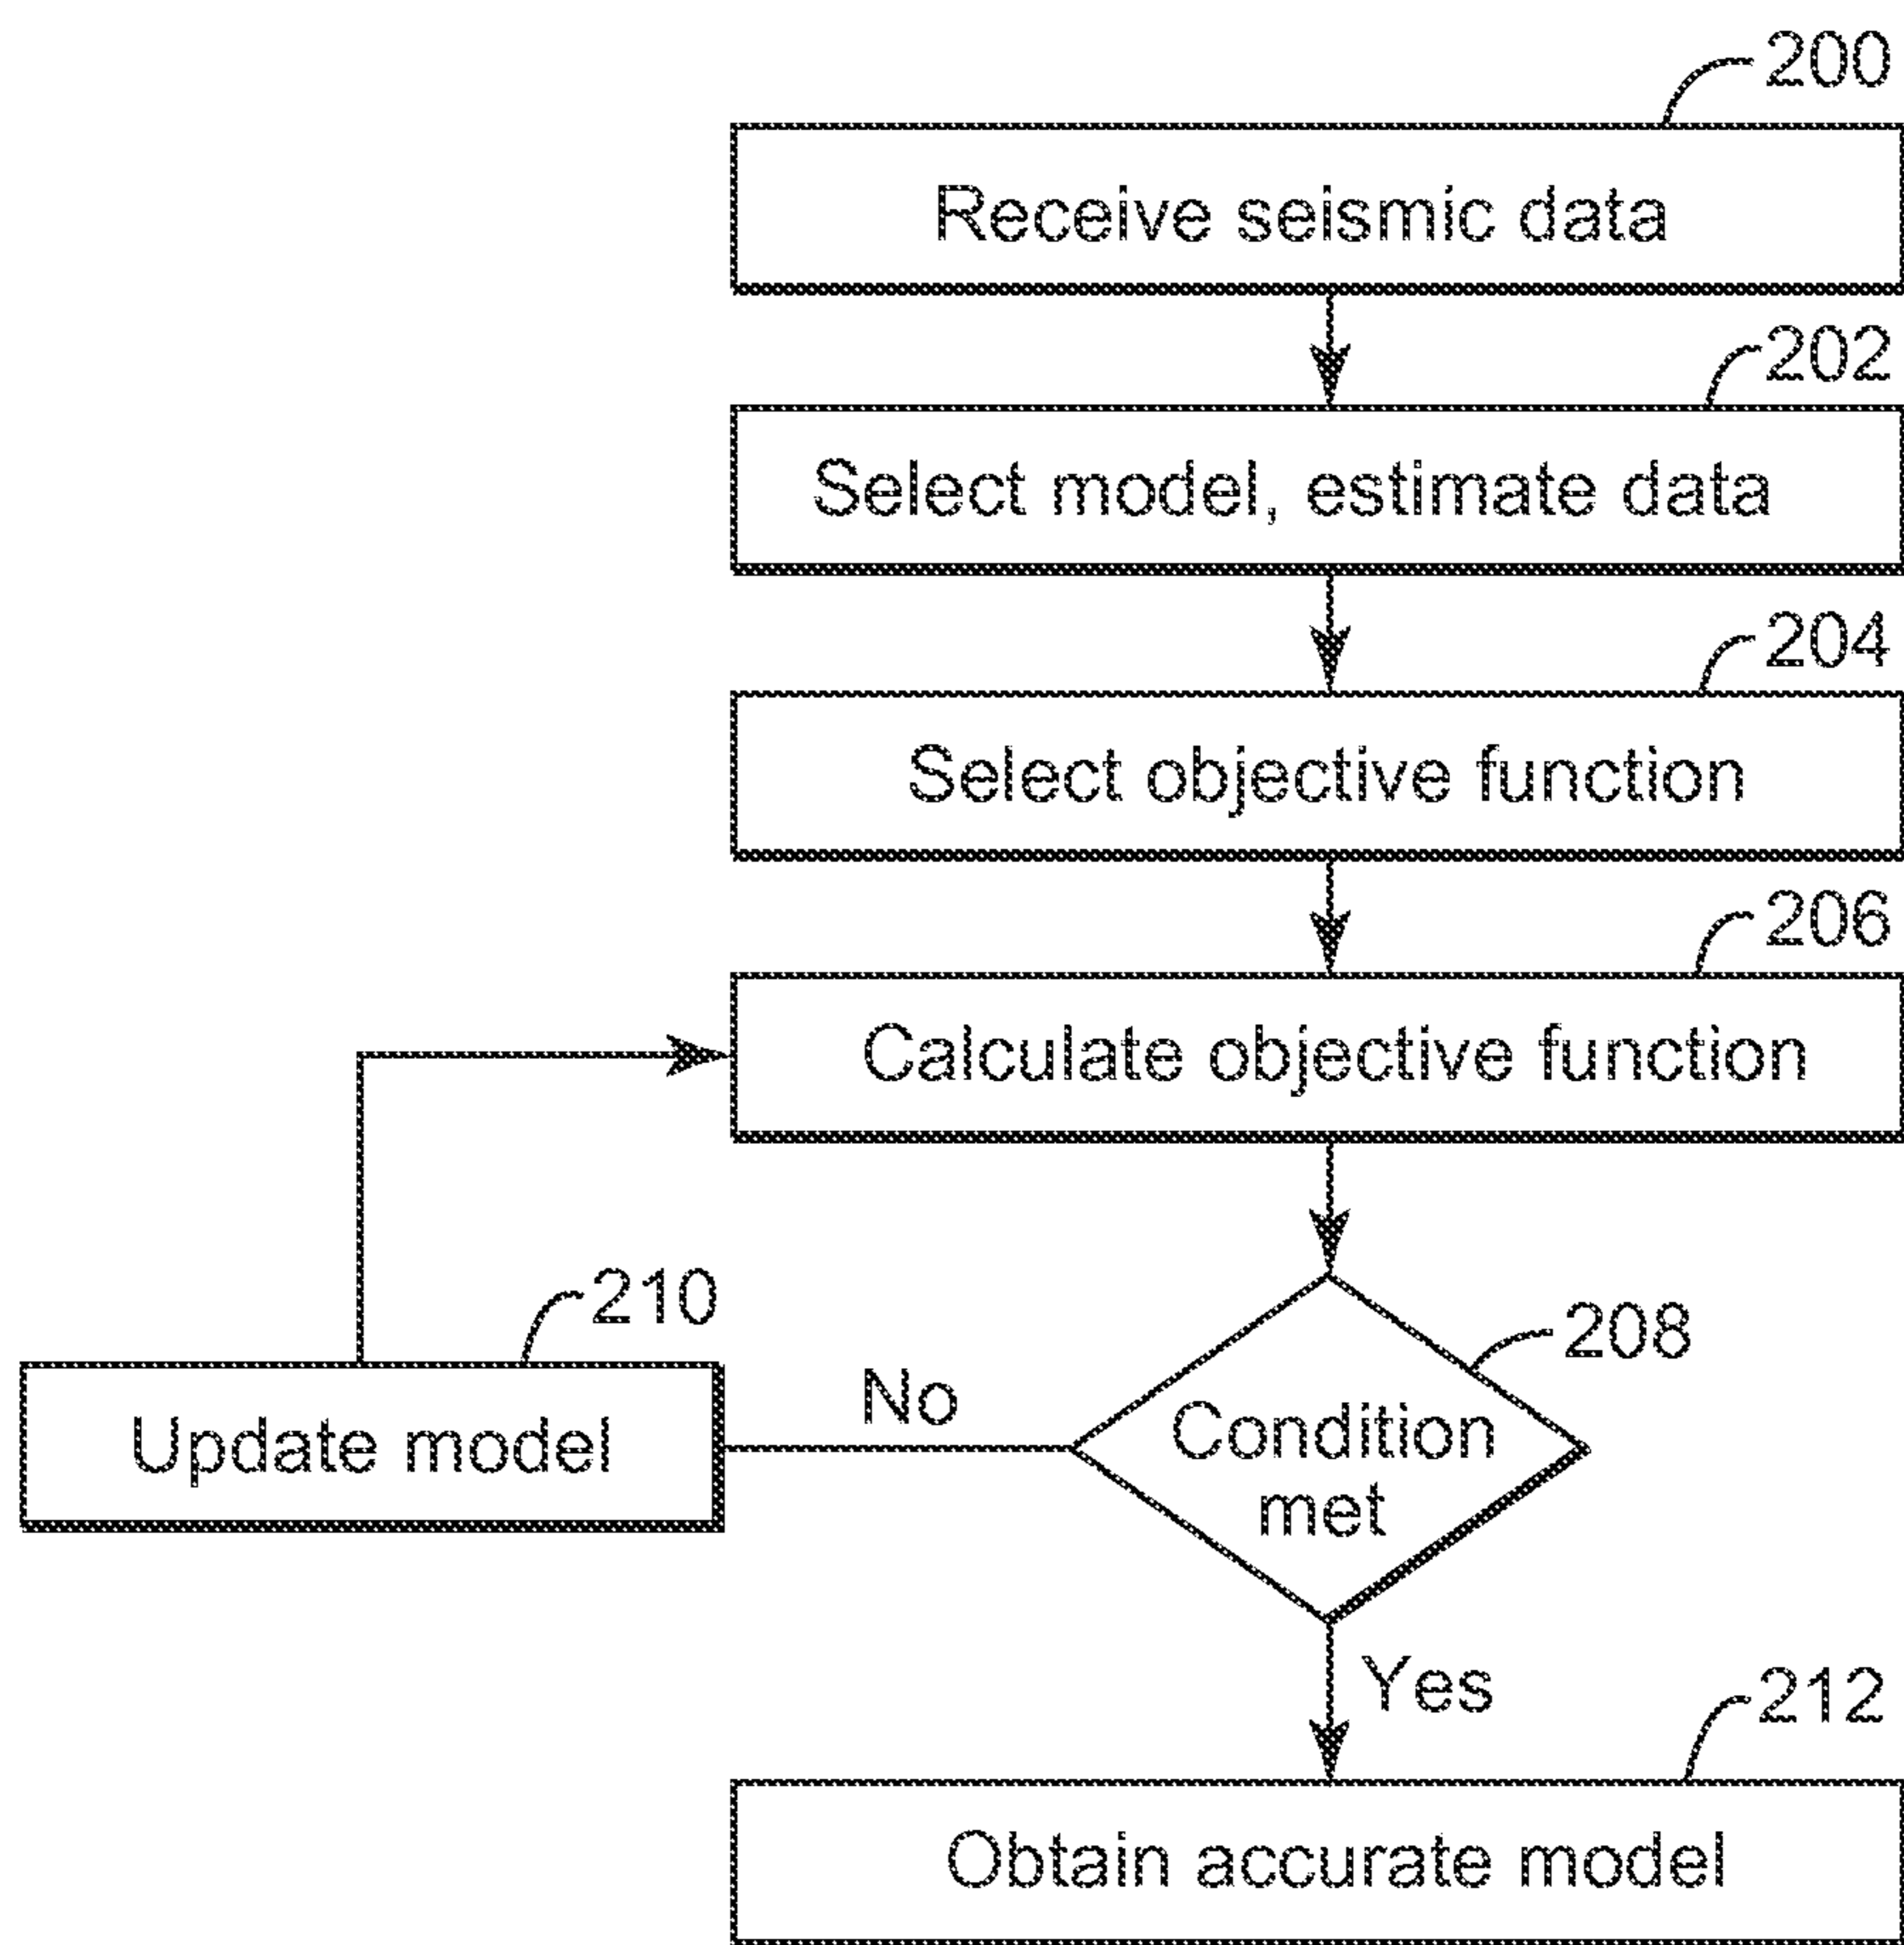 200
Receive seismic data
202
Select model, estimate data
204
Select objective function
206
Calculate objective function
210
Update model
No
208
Condition
met
Yes
212
Obtain accurate model